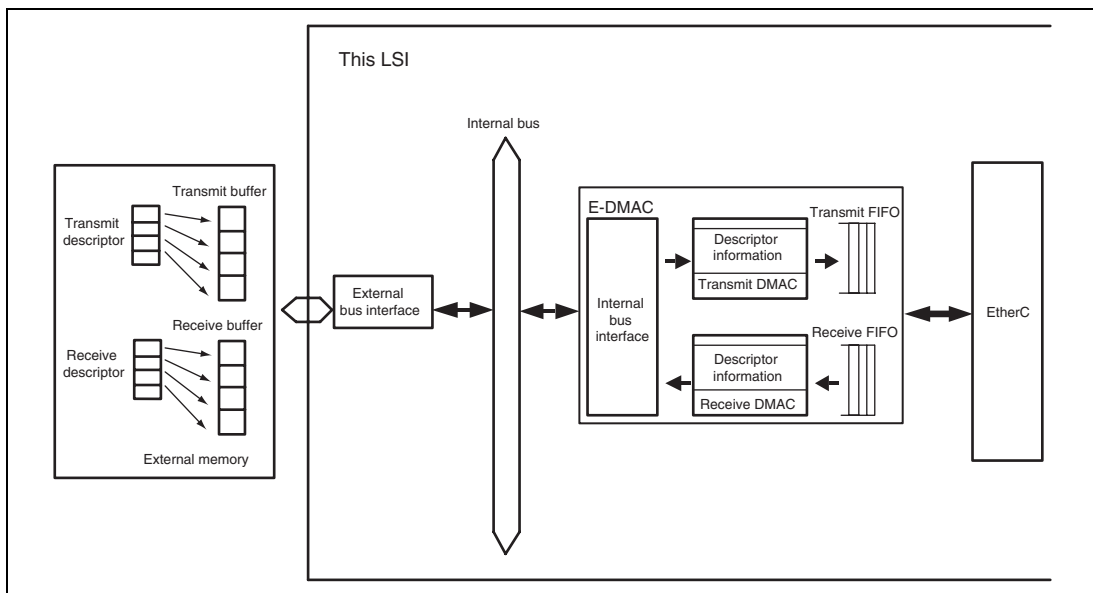 This LSI
Internal bus
Transmit buffer
Transmit
descriptor
Receive buffer
Receive
descriptor
External memory
External
bus interface
E-DMAC
Internal
bus
interface
Descriptor
information
Transmit DMAC
Transmit FIFO
Descriptor
information
Receive DMAC
Receive FIFO
EtherC